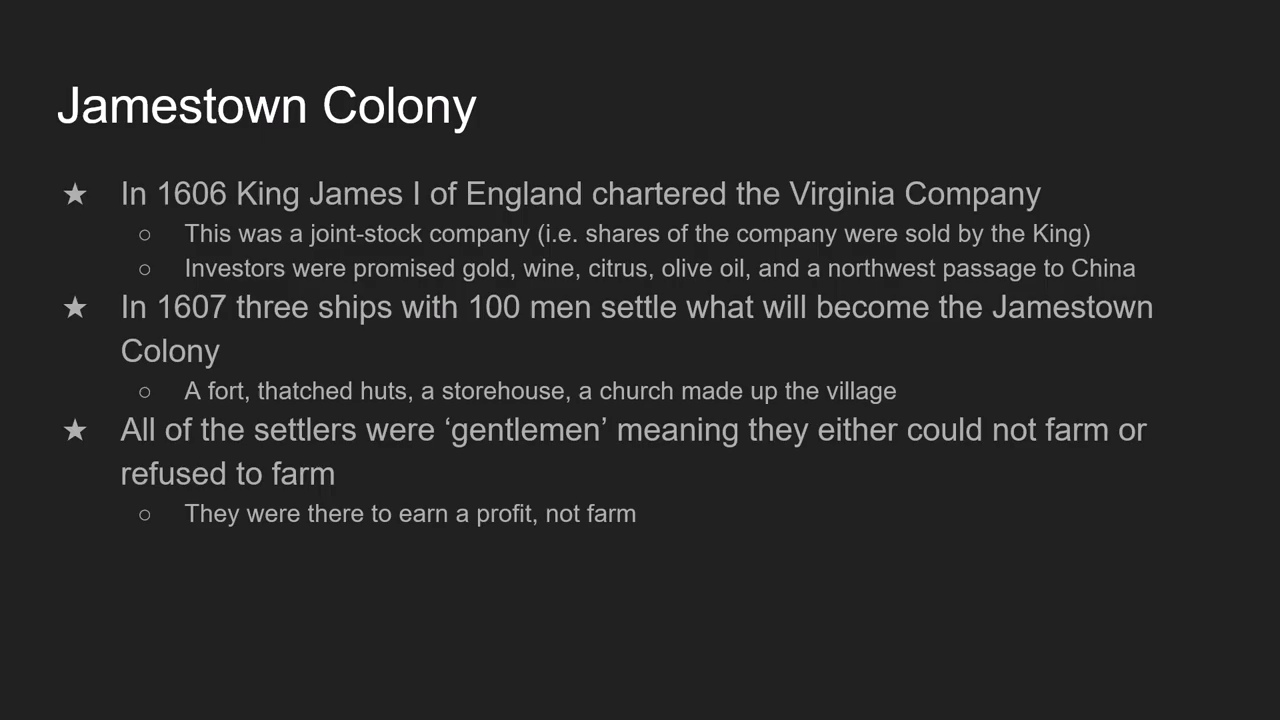 Jamestown Colony
★ In 1606 King James I of England chartered the Virginia Company
○ This was a joint-stock company (i.e. shares of the company were sold by the King)
○ Investors were promised gold, wine, citrus, olive oil, and a northwest passage to China
★ In 1607 three ships with 100 men settle what will become the Jamestown
Colony
○ A fort, thatched huts, a storehouse, a church made up the village
★ All of the settlers were ‘gentlemen’ meaning they either could not farm or
refused to farm
○ They were there to earn a profit, not farm